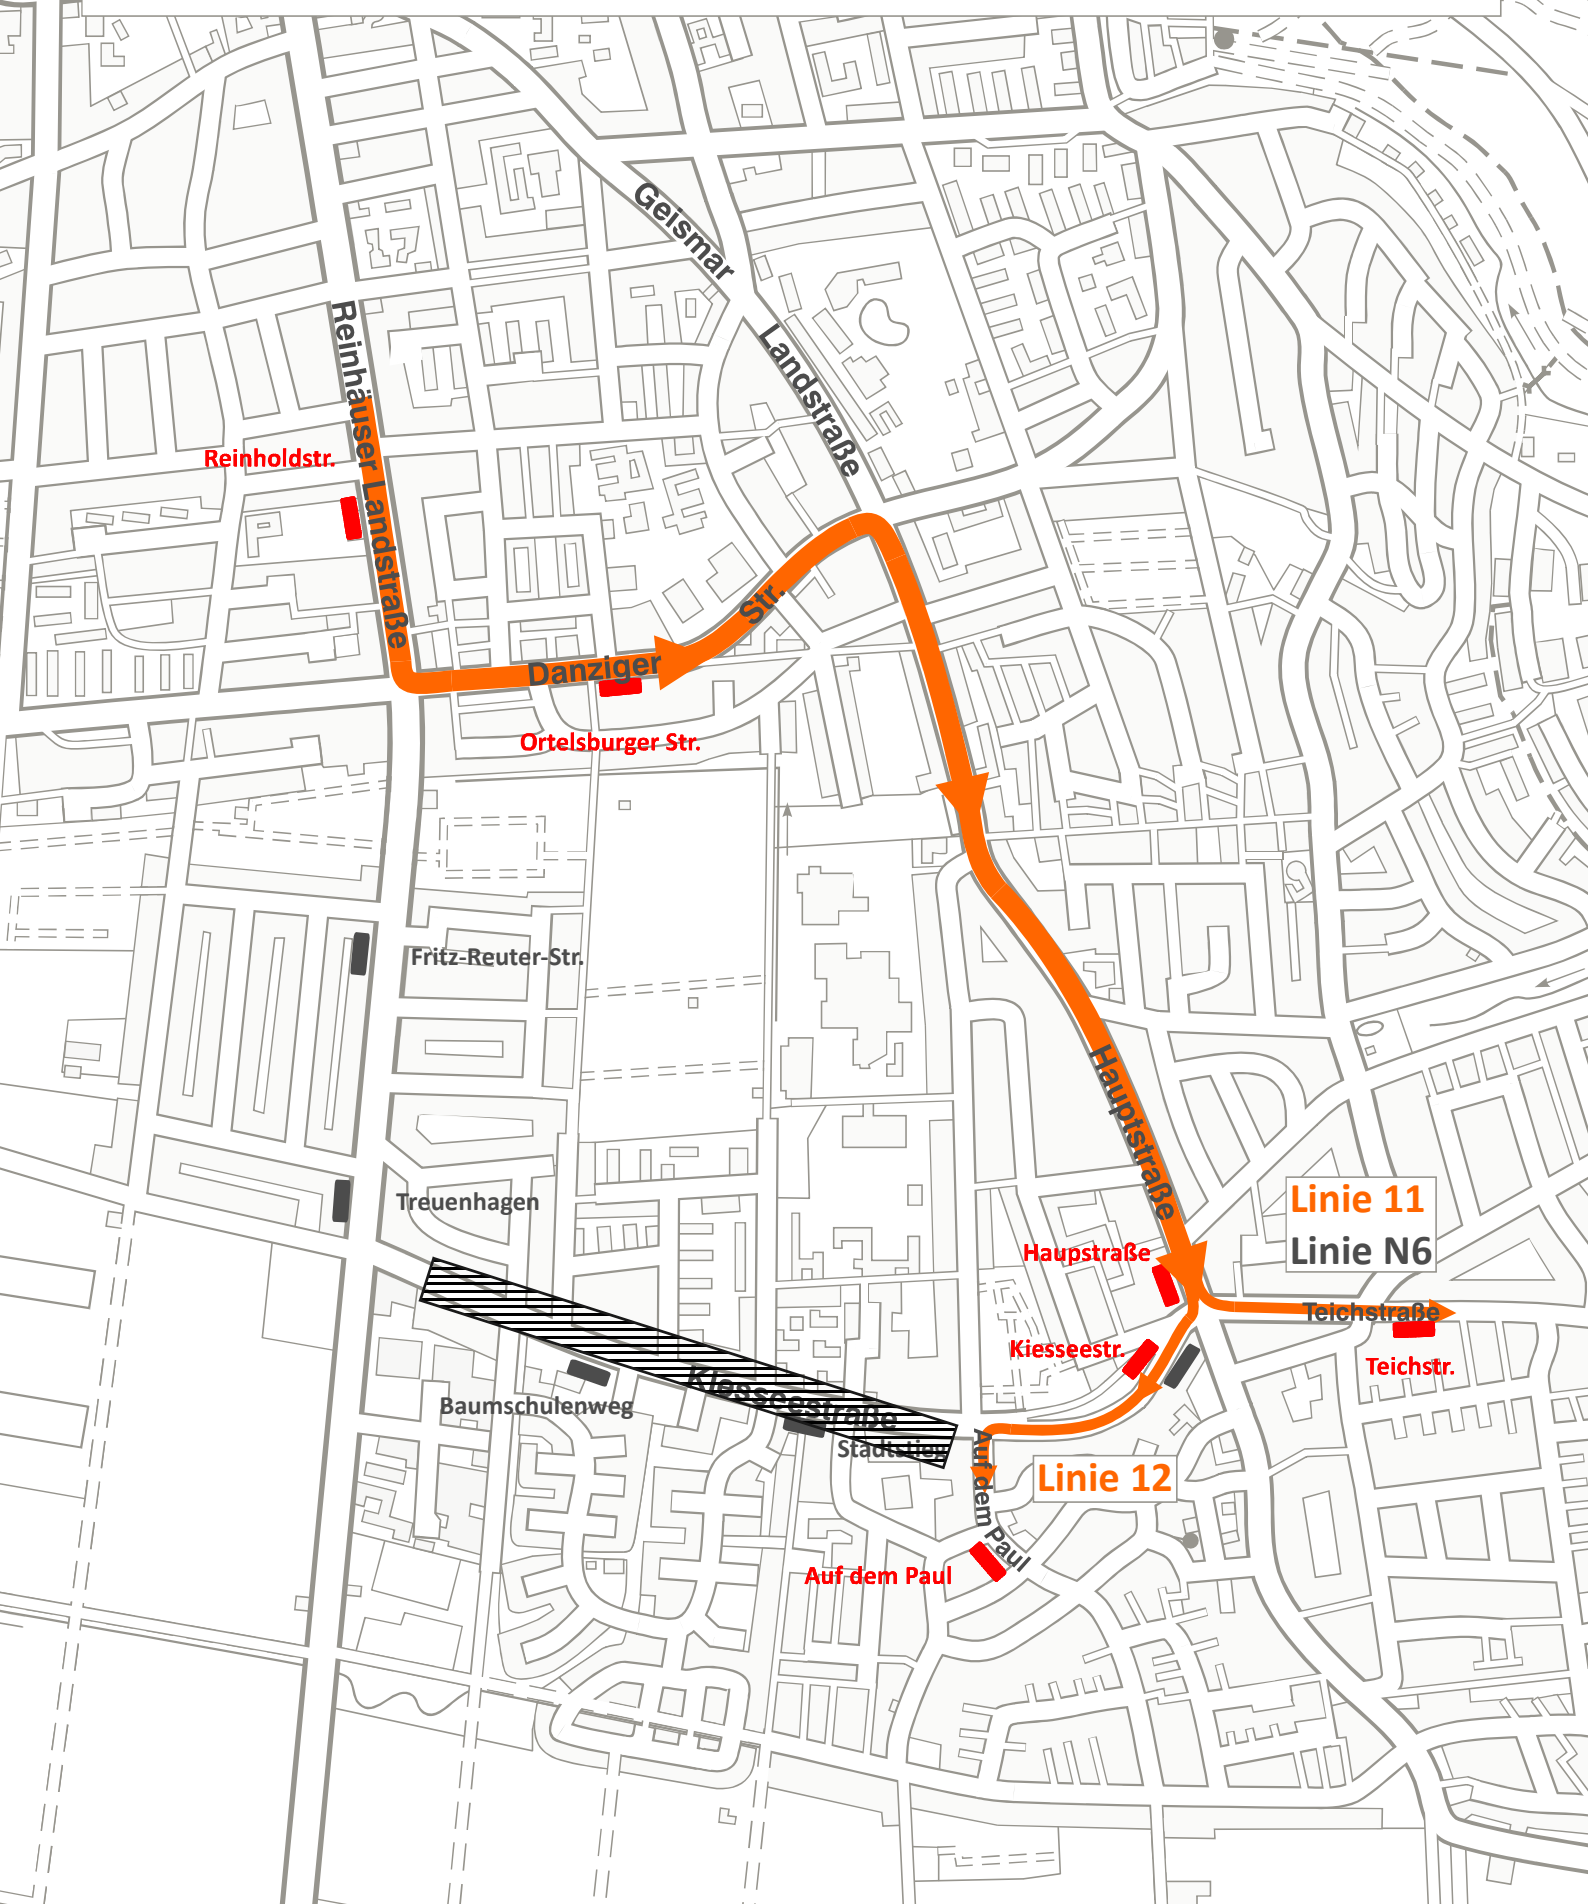 Geismar
Landstraße
Reinhäuser Landstraße
Reinholdstr.
Str.
Danziger
Ortelsburger Str.
Fritz-Reuter-Str.
Hauptstraße
Treuenhagen
Linie 11
Linie N6
Haupstraße
Teichstraße
Kiesseestr.
Teichstr.
Kiesseestraße
Baumschulenweg
Stadtstieg
Auf dem Paul
Linie 12
Auf dem Paul